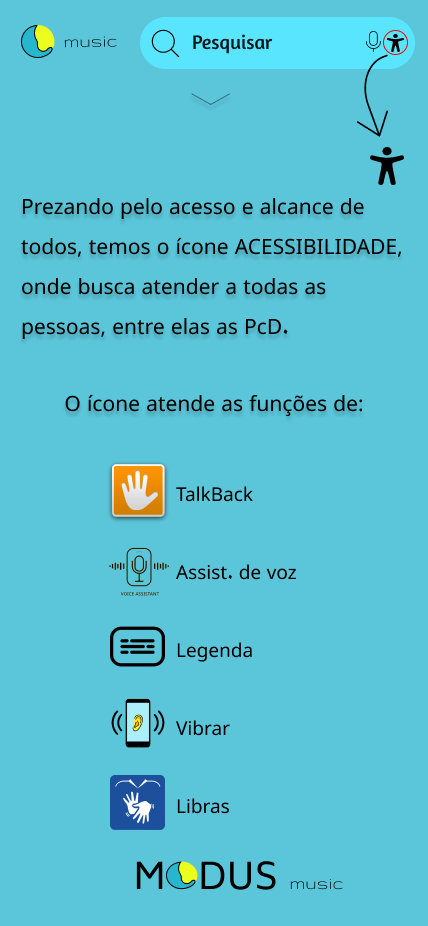 music
Pesquisar
Prezando pelo acesso e alcance de
todos, temos o ícone ACESSIBILIDADE,
onde busca atender a todas as
pessoas, entre elas as PcD.
O ícone atende as funções de:
TalkBack
VOICE ASSISTANT
Assist. de voz
Legenda
Vibrar
Libras
MODUS music